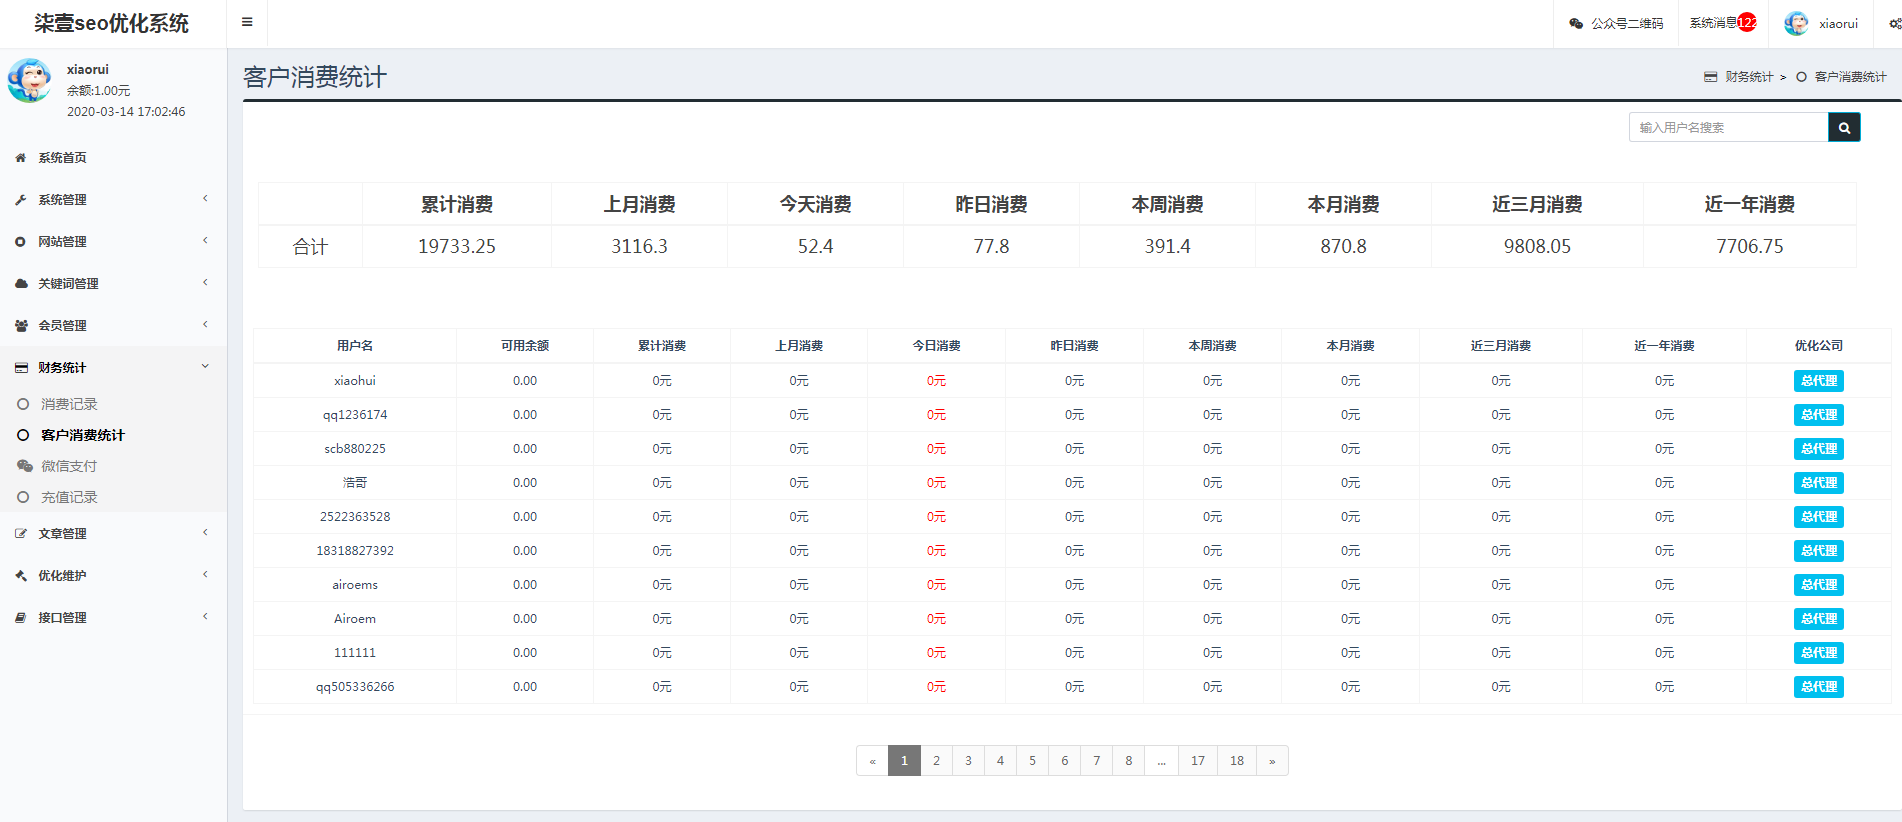 柒壹seo优化系统
公众号二维码 系统消息122 xiaorui
xiaorui
余额:1.00元
2020-03-14 17:02:46
系统首页
系统管理
网站管理
关键词管理
会员管理
财务统计
消费记录
客户消费统计
微信支付
充值记录
文章管理
优化维护
接口管理
客户消费统计
财务统计 > 客户消费统计
输入用户名搜索
累计消费 上月消费 今天消费 昨日消费 本周消费 本月消费 近三月消费 近一年消费
合计 19733.25 3116.3 52.4 77.8 391.4 870.8 9808.05 7706.75
用户名 可用余额 累计消费 上月消费 今日消费 昨日消费 本周消费 本月消费 近三月消费 近一年消费 优化公司
xiaohui 0.00 0元 0元 0元 0元 0元 0元 0元 0元 总代理
qq1236174 0.00 0元 0元 0元 0元 0元 0元 0元 0元 总代理
scb880225 0.00 0元 0元 0元 0元 0元 0元 0元 0元 总代理
浩哥 0.00 0元 0元 0元 0元 0元 0元 0元 0元 总代理
2522363528 0.00 0元 0元 0元 0元 0元 0元 0元 0元 总代理
18318827392 0.00 0元 0元 0元 0元 0元 0元 0元 0元 总代理
airoems 0.00 0元 0元 0元 0元 0元 0元 0元 0元 总代理
Airoem 0.00 0元 0元 0元 0元 0元 0元 0元 0元 总代理
111111 0.00 0元 0元 0元 0元 0元 0元 0元 0元 总代理
qq505336266 0.00 0元 0元 0元 0元 0元 0元 0元 0元 总代理
« 1 2 3 4 5 6 7 8 ... 17 18 »